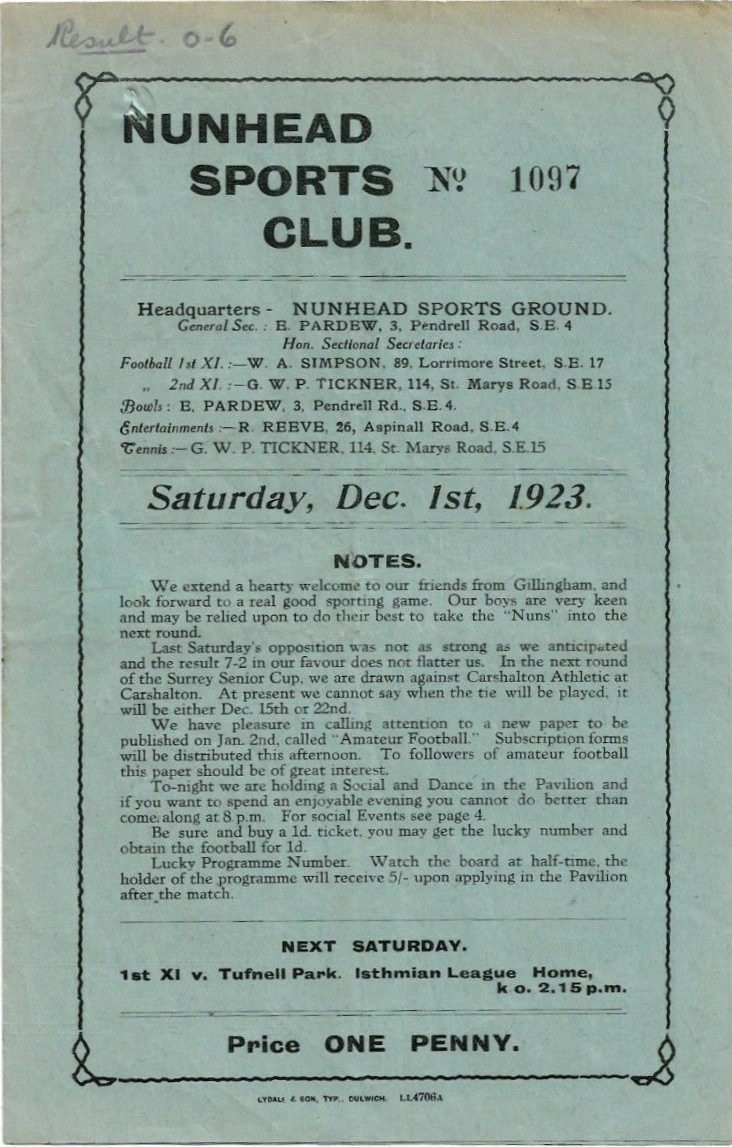 Result. 0-6
NUNHEAD
SPORTS No 1097
CLUB.
Headquarters - NUNHEAD SPORTS GROUND.
General Sec. : E. PARDEW, 3, Pendrell Road, S.E. 4
Hon. Sectional Secretaries :
Football 1st XI. :—W. A. SIMPSON, 89, Lorrimore Street, S.E. 17
„ 2nd XI. :—G. W. P. TICKNER, 114, St. Marys Road, S.E 15
Bowls : E. PARDEW, 3, Pendrell Rd., S.E. 4.
Entertainments :—R. REEVE, 26, Aspinall Road, S.E. 4
Tennis :—G. W. P. TICKNER, 114, St. Marys Road, S.E.15
Saturday, Dec. 1st, 1923.
NOTES.
We extend a hearty welcome to our friends from Gillingham, and
look forward to a real good sporting game. Our boys are very keen
and may be relied upon to do their best to take the "Nuns" into the
next round.
Last Saturday's opposition was not as strong as we anticipated
and the result 7-2 in our favour does not flatter us. In the next round
of the Surrey Senior Cup, we are drawn against Carshalton Athletic at
Carshalton. At present we cannot say when the tie will be played, it
will be either Dec. 15th or 22nd.
We have pleasure in calling attention to a new paper to be
published on Jan. 2nd, called "Amateur Football." Subscription forms
will be distributed this afternoon. To followers of amateur football
this paper should be of great interest.
To-night we are holding a Social and Dance in the Pavilion and
if you want to spend an enjoyable evening you cannot do better than
come along at 8 p.m. For social Events see page 4.
Be sure and buy a 1d. ticket, you may get the lucky number and
obtain the football for 1d.
Lucky Programme Number. Watch the board at half-time, the
holder of the programme will receive 5/- upon applying in the Pavilion
after the match.
NEXT SATURDAY.
1st XI v. Tufnell Park. Isthmian League Home,
k o. 2.15 p.m.
Price ONE PENNY.
LYDALL & SON, TYP., DULWICH. LL4706A